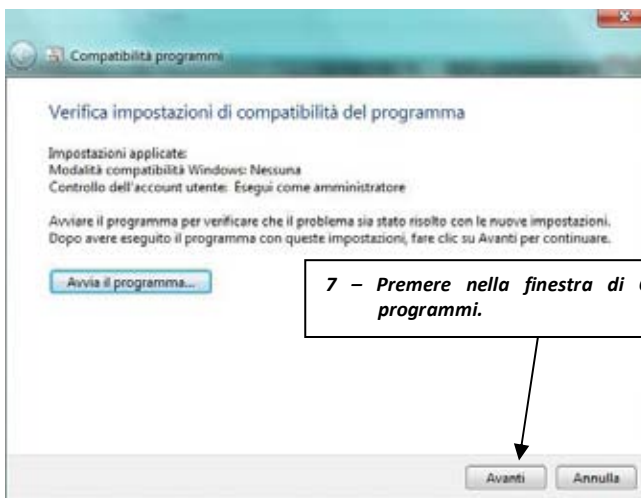 Compatibilità programmi
Verifica impostazioni di compatibilità del programma
Impostazioni applicate:
Modalità compatibilità Windows: Nessuna
Controllo dell'account utente: Esegui come amministratore
Avviare il programma per verificare che il problema sia stato risolto con le nuove impostazioni.
Dopo avere eseguito il programma con queste impostazioni, fare clic su Avanti per continuare.
Avvia il programma...
7 – Premere nella finestra di
programmi.
Avanti
Annulla